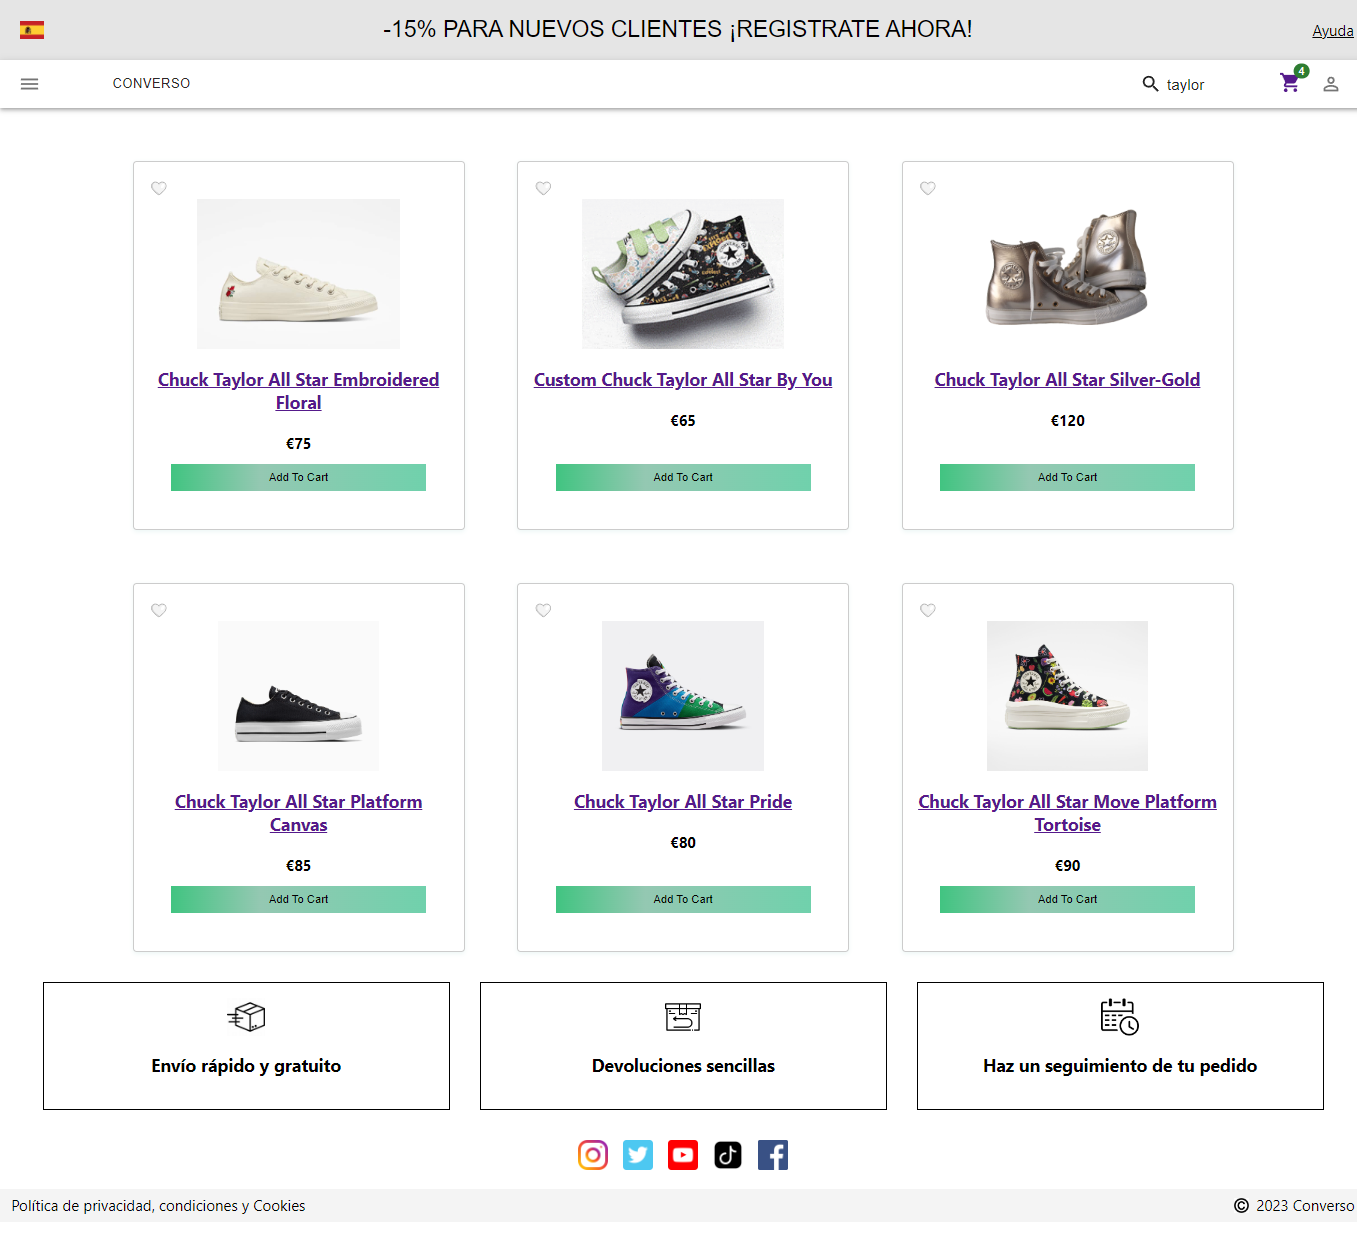 -15% PARA NUEVOS CLIENTES ¡REGISTRATE AHORA!
Ayuda
CONVERSO
taylor
4
Chuck Taylor All Star Embroidered
Floral
€75
Add To Cart
Custom Chuck Taylor All Star By You
€65
Add To Cart
Chuck Taylor All Star Silver-Gold
€120
Add To Cart
Chuck Taylor All Star Platform
Canvas
€85
Add To Cart
Chuck Taylor All Star Pride
€80
Add To Cart
Chuck Taylor All Star Move Platform
Tortoise
€90
Add To Cart
Envío rápido y gratuito
Devoluciones sencillas
Haz un seguimiento de tu pedido
Política de privacidad, condiciones y Cookies
© 2023 Converso